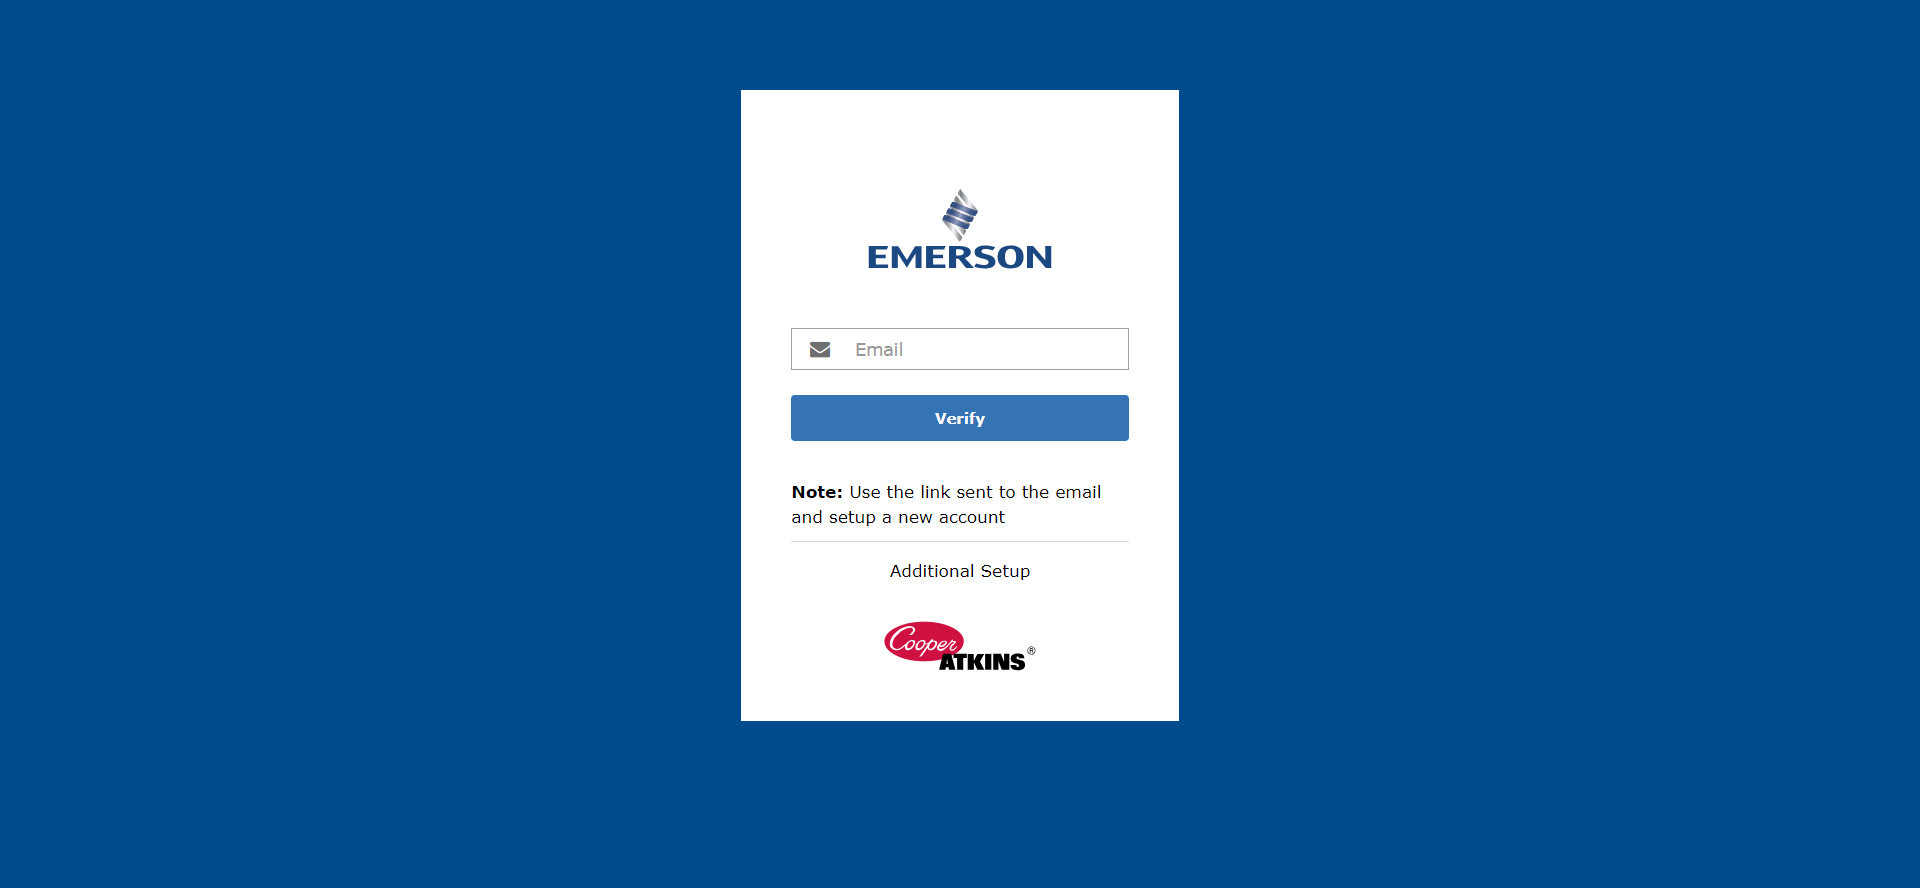 EMERSON
Email
Verify
Note: Use the link sent to the email
and setup a new account
Additional Setup
Cooper
ATKINS®